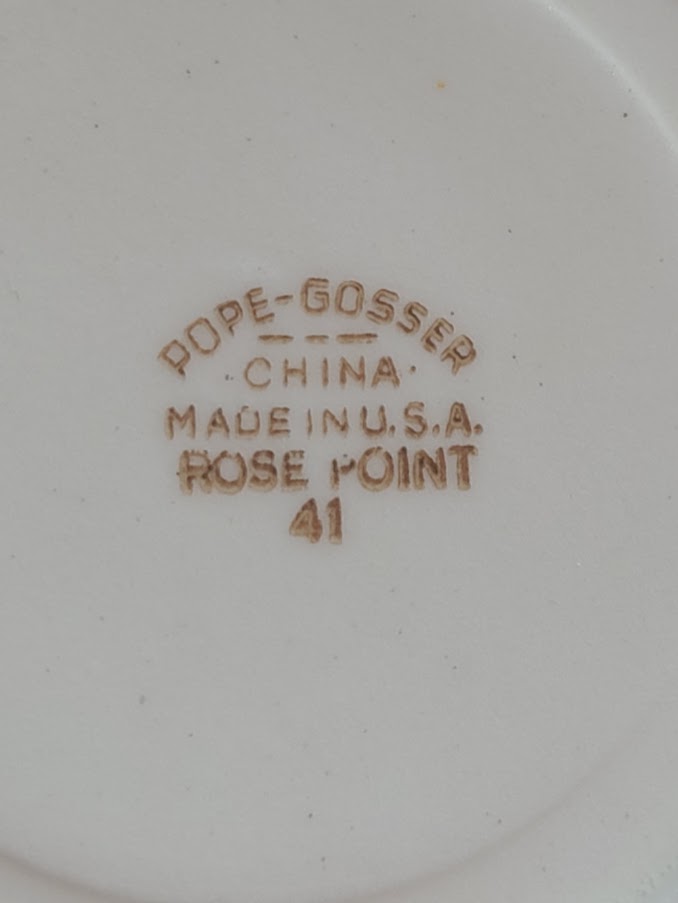 POPE-GOSSER
CHINA
MADE IN U.S.A.
ROSE POINT
41